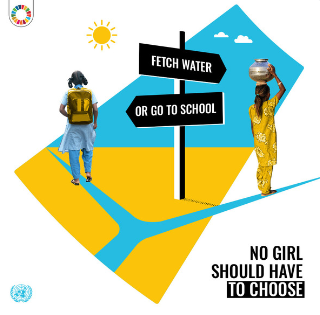 FETCH WATER
OR GO TO SCHOOL
NO GIRL
SHOULD HAVE
TO CHOOSE